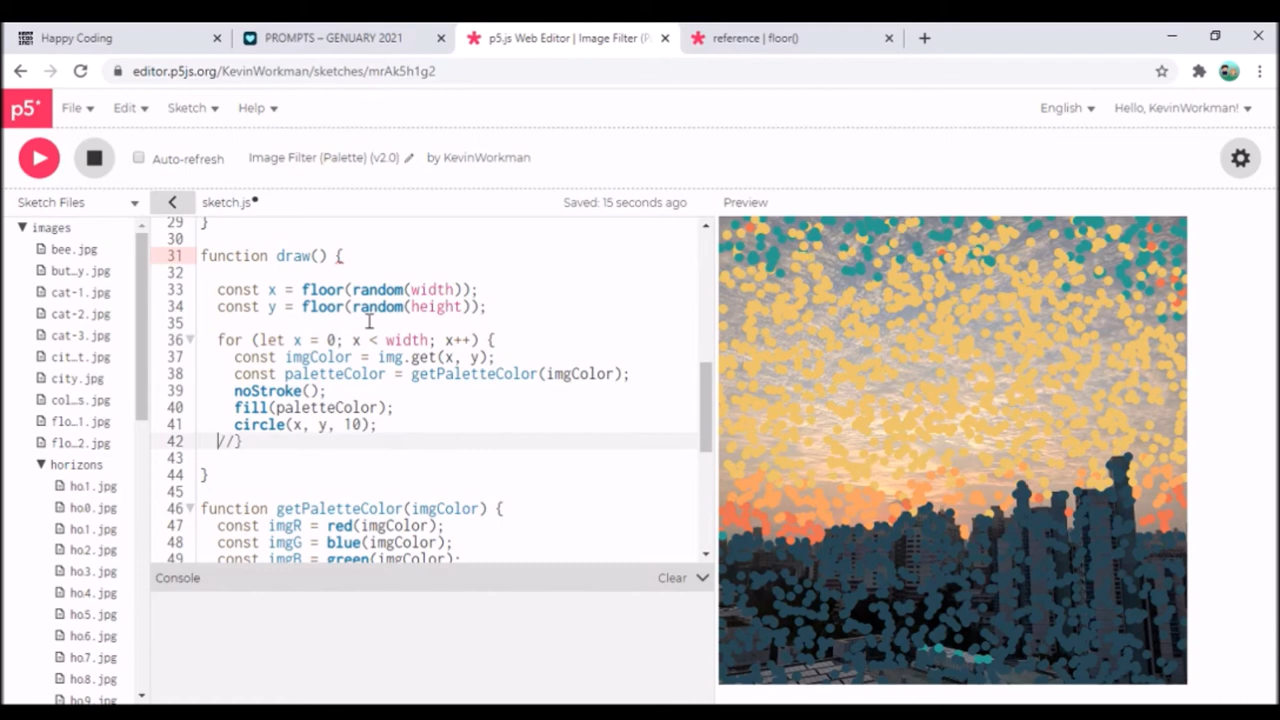 Happy Coding
PROMPTS – GENUARY 2021
p5.js Web Editor | Image Filter (P
reference | floor()
editor.p5js.org/KevinWorkman/sketches/mrAk5h1g2
p5*
File
Edit
Sketch
Help
English
Hello, KevinWorkman!
Auto-refresh
Image Filter (Palette) (v2.0)
by KevinWorkman
Sketch Files
sketch.js
Saved: 15 seconds ago
Preview
images
bee.jpg
but_y.jpg
cat-1.jpg
cat-2.jpg
cat-3.jpg
cit_t.jpg
city.jpg
col_s.jpg
flo_1.jpg
flo_2.jpg
horizons
ho1.jpg
ho0.jpg
ho1.jpg
ho2.jpg
ho3.jpg
ho4.jpg
ho5.jpg
ho6.jpg
ho7.jpg
ho8.jpg
ho9.jpg
29 }
30
31 function draw() {
32
33 const x = floor(random(width));
34 const y = floor(random(height));
35
36 for (let x = 0; x < width; x++) {
37 const imgColor = img.get(x, y);
38 const paletteColor = getPaletteColor(imgColor);
39 noStroke();
40 fill(paletteColor);
41 circle(x, y, 10);
42 //}
43
44 }
45
46 function getPaletteColor(imgColor) {
47 const imgR = red(imgColor);
48 const imgG = blue(imgColor);
49 const imgB = green(imgColor);
Console
Clear